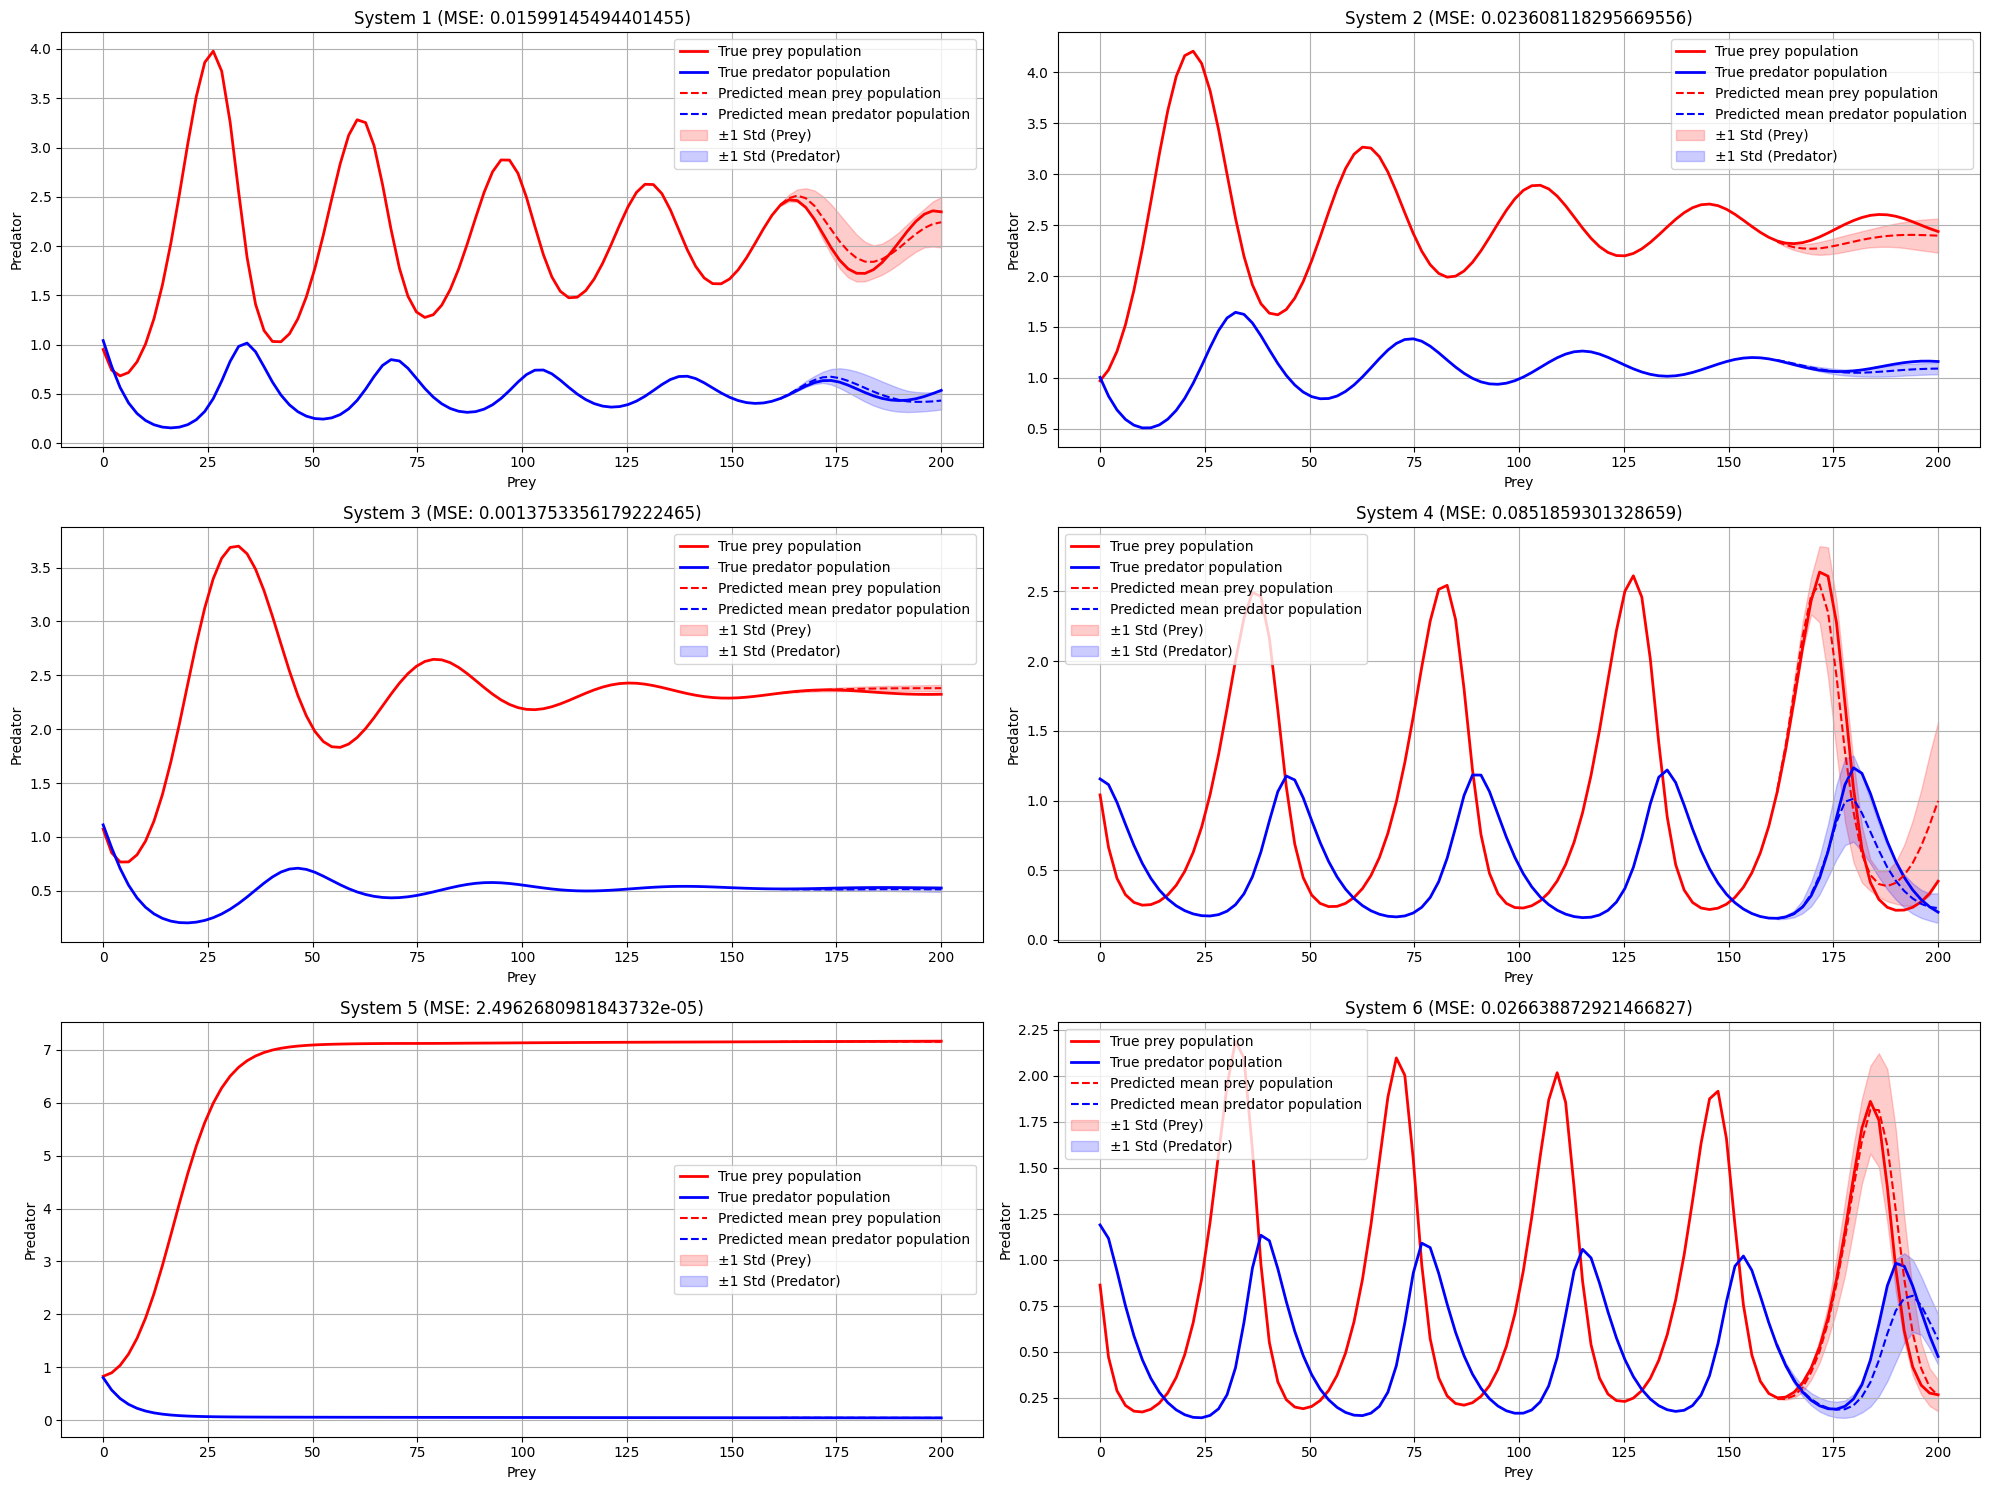 System 1 (MSE: 0.01599145494401455)
True prey population
True predator population
Predicted mean prey population
Predicted mean predator population
±1 Std (Prey)
±1 Std (Predator)
Predator
4.0
3.5
3.0
2.5
2.0
1.5
1.0
0.5
0.0
0 25 50 75 100 125 150 175 200
Prey
System 2 (MSE: 0.023608118295669556)
True prey population
True predator population
Predicted mean prey population
Predicted mean predator population
±1 Std (Prey)
±1 Std (Predator)
Predator
4.0
3.5
3.0
2.5
2.0
1.5
1.0
0.5
0 25 50 75 100 125 150 175 200
Prey
System 3 (MSE: 0.0013753356179222465)
True prey population
True predator population
Predicted mean prey population
Predicted mean predator population
±1 Std (Prey)
±1 Std (Predator)
Predator
3.5
3.0
2.5
2.0
1.5
1.0
0.5
0 25 50 75 100 125 150 175 200
Prey
System 4 (MSE: 0.0851859301328659)
True prey population
True predator population
Predicted mean prey population
Predicted mean predator population
±1 Std (Prey)
±1 Std (Predator)
Predator
2.5
2.0
1.5
1.0
0.5
0.0
0 25 50 75 100 125 150 175 200
Prey
System 5 (MSE: 2.4962680981843732e-05)
True prey population
True predator population
Predicted mean prey population
Predicted mean predator population
±1 Std (Prey)
±1 Std (Predator)
Predator
7
6
5
4
3
2
1
0
0 25 50 75 100 125 150 175 200
Prey
System 6 (MSE: 0.026638872921466827)
True prey population
True predator population
Predicted mean prey population
Predicted mean predator population
±1 Std (Prey)
±1 Std (Predator)
Predator
2.25
2.00
1.75
1.50
1.25
1.00
0.75
0.50
0.25
0 25 50 75 100 125 150 175 200
Prey